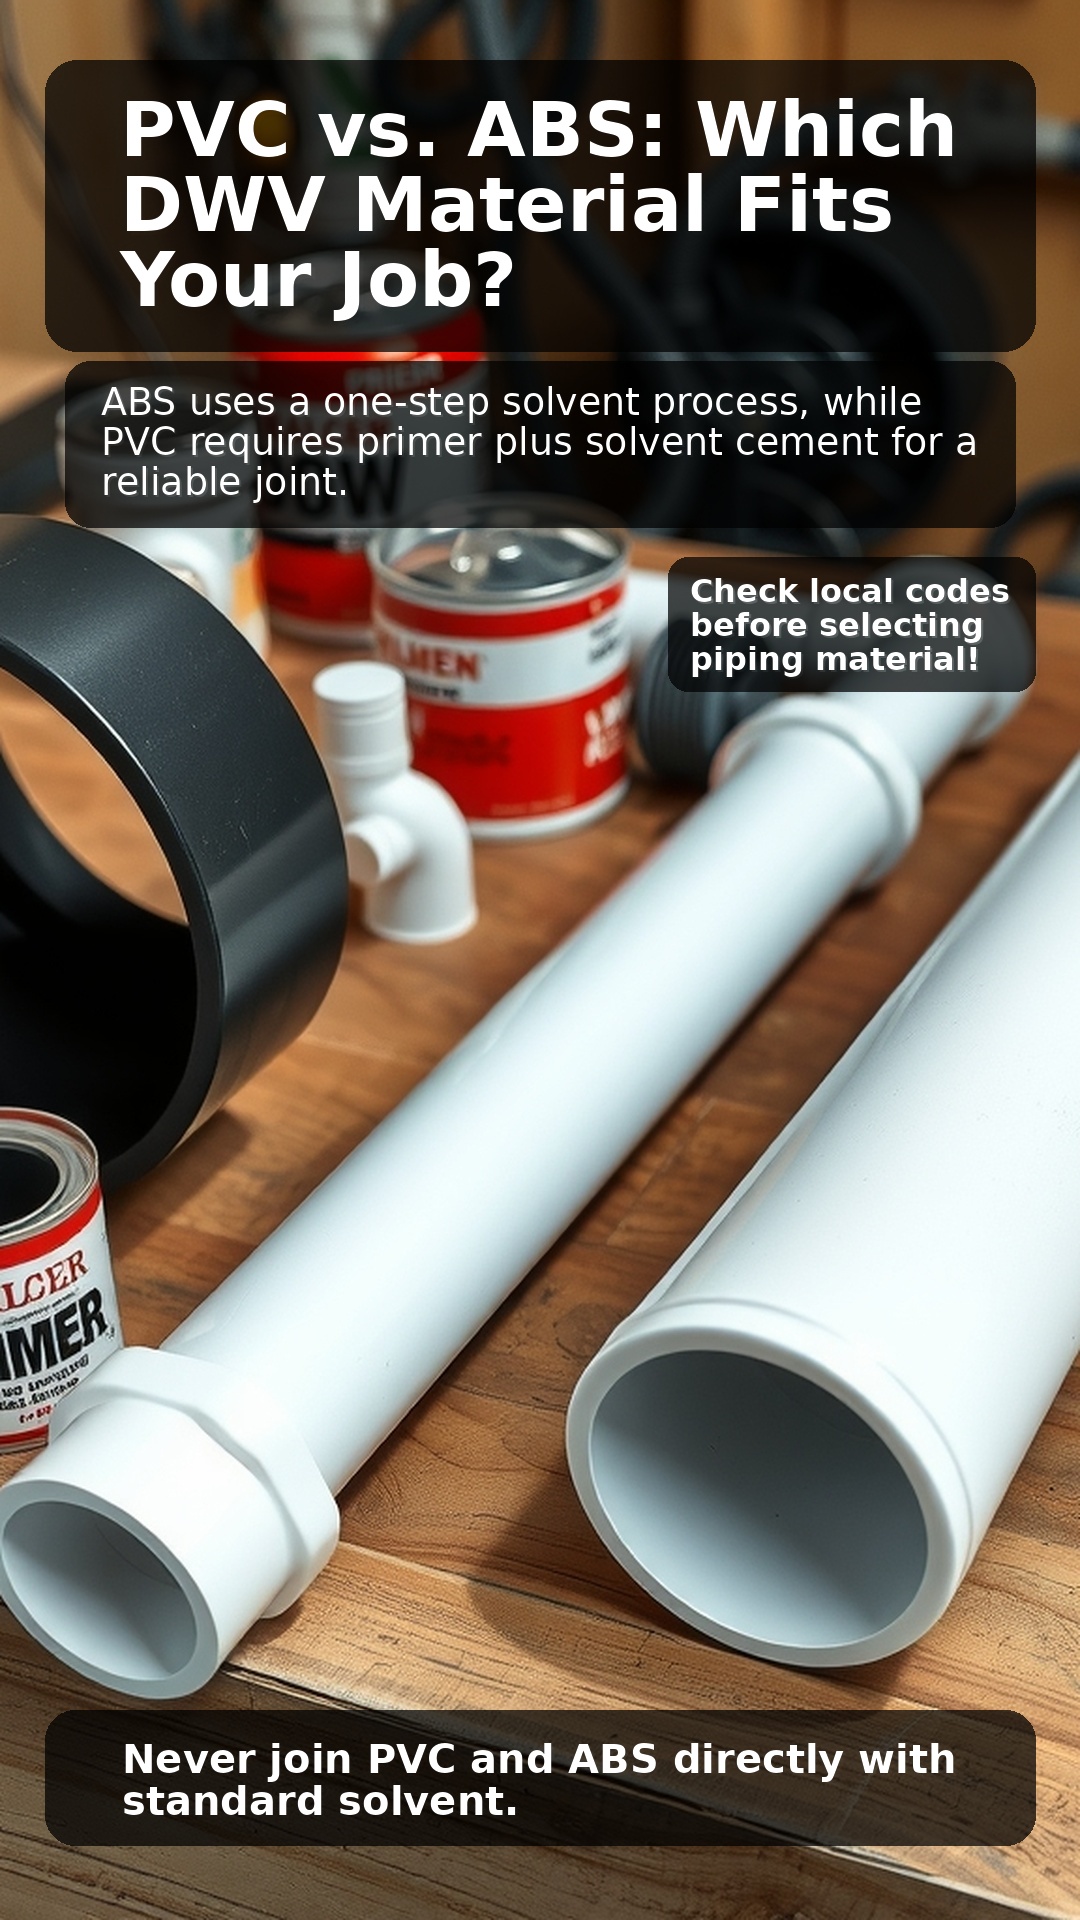 PVC vs. ABS: Which
DWV Material Fits
Your Job?
ABS uses a one-step solvent process, while
PVC requires primer plus solvent cement for a
reliable joint.
Check local codes
before selecting
piping material!
LCER
IMER
Never join PVC and ABS directly with
standard solvent.